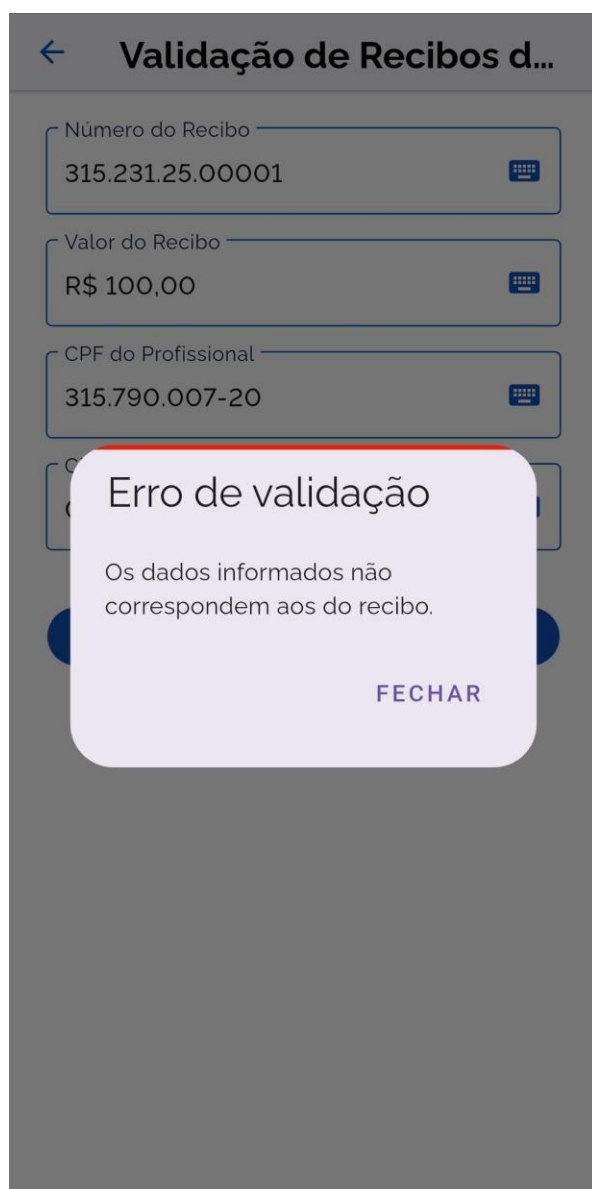 Validação de Recibos d...
Número do Recibo
315.231.25.00001
Valor do Recibo
R$ 100,00
CPF do Profissional
315.790.007-20
Erro de validação
Os dados informados não
correspondem aos do recibo.
FECHAR